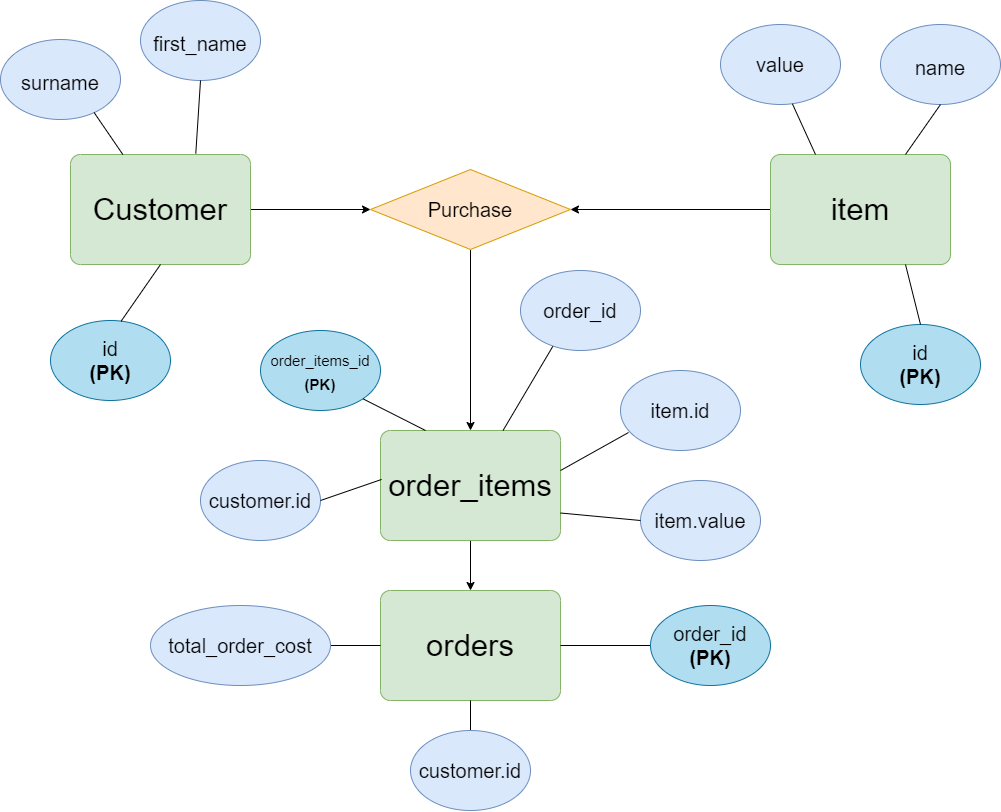 first_name
surname
value
name
Customer
Purchase
item
id
(PK)
order_items_id
(PK)
order_id
id
(PK)
item.id
customer.id
order_items
item.value
total_order_cost
orders
order_id
(PK)
customer.id